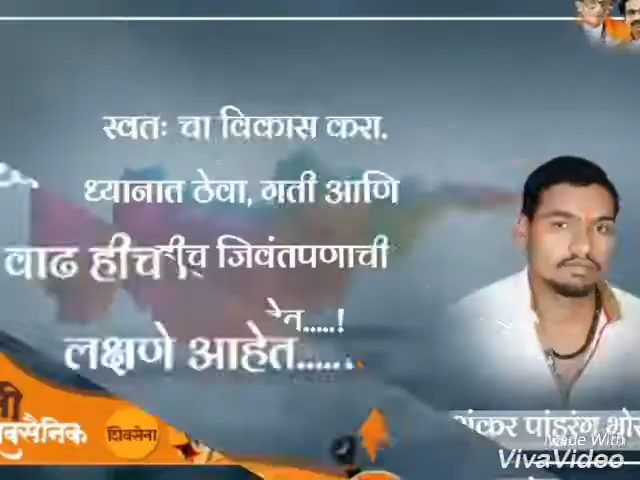 स्वतः चा विकास करा.
ध्यानात ठेवा, गती आणि
वाढ हीच हीच जिवंतपणाची
लक्षणे आहेत.....
शिवसेना
पांडुरंग
Made With
VivaVideo